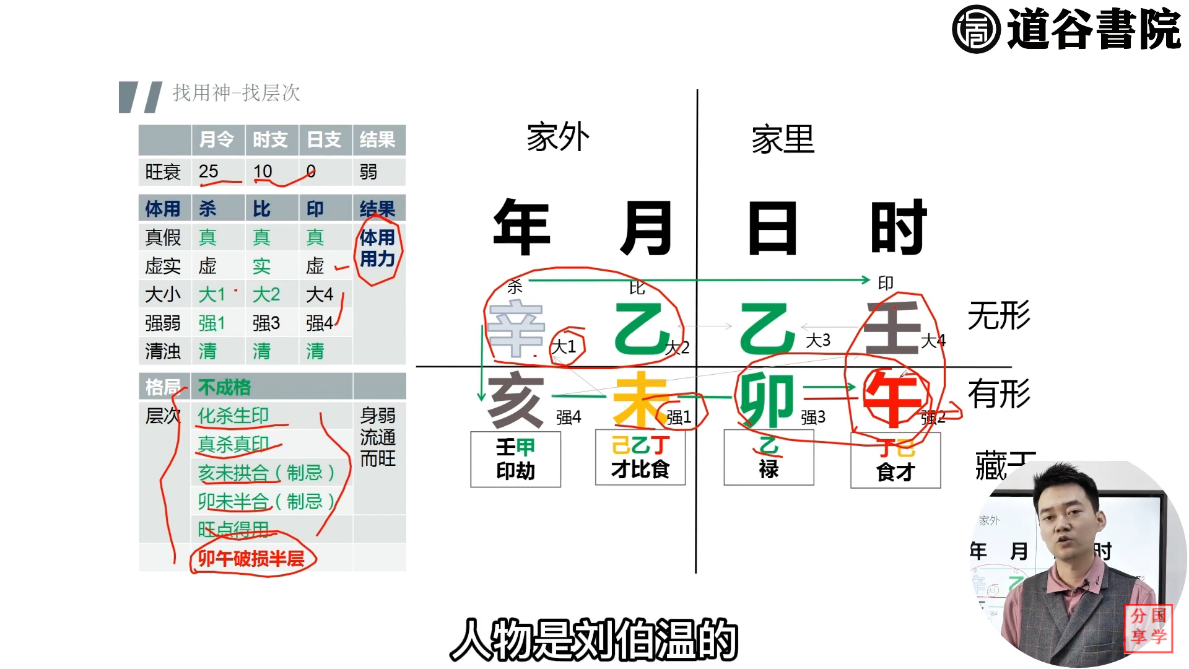 道谷書院
找用神-找层次
月令 时支 日支 结果
旺衰 25 10 0 弱
体用 杀 比 印 结果
真假 真 真 真 体用
用力
虚实 虚 实 虚
大小 大1 大2 大4
强弱 强1 强3 强4
清浊 清 清 清
格局 不成格
层次 化杀生印
真杀真印
亥未拱合（制忌）
卯未半合（制忌）
旺点得用
卯午破损半层
身弱
流通
而旺
家外 家里
年 月 日 时
杀 比 印
辛 乙 乙 壬 无形
大1 大2 大3 大4
亥 未 卯 午 有形
强4 强1 强3 强2
壬甲 己乙丁 乙 丁己
印劫 才比食 禄 食才
藏干
家外
年 月 时
国学
分享
人物是刘伯温的